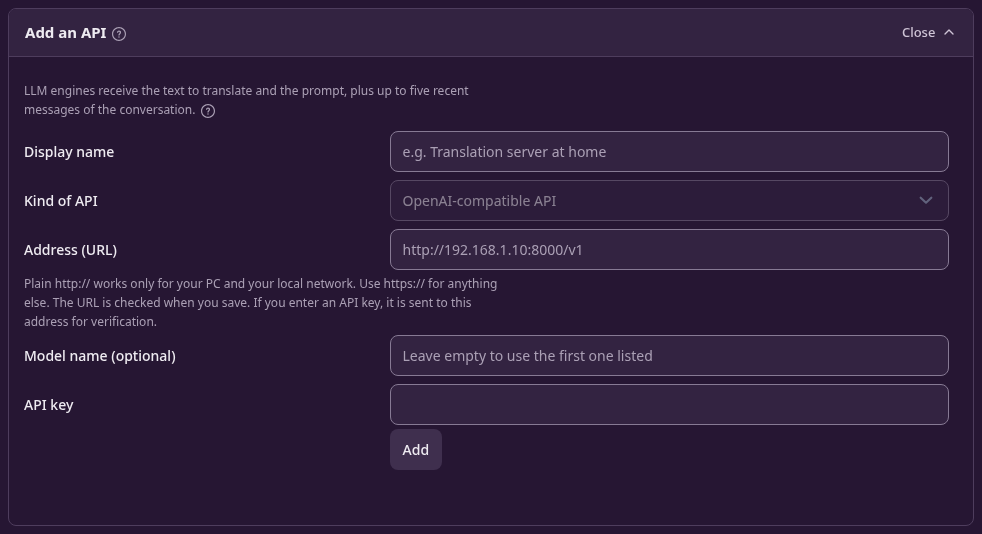 Add an API
Close
LLM engines receive the text to translate and the prompt, plus up to five recent
messages of the conversation.
Display name
e.g. Translation server at home
Kind of API
OpenAI-compatible API
Address (URL)
http://192.168.1.10:8000/v1
Plain http:// works only for your PC and your local network. Use https:// for anything
else. The URL is checked when you save. If you enter an API key, it is sent to this
address for verification.
Model name (optional)
Leave empty to use the first one listed
API key
Add